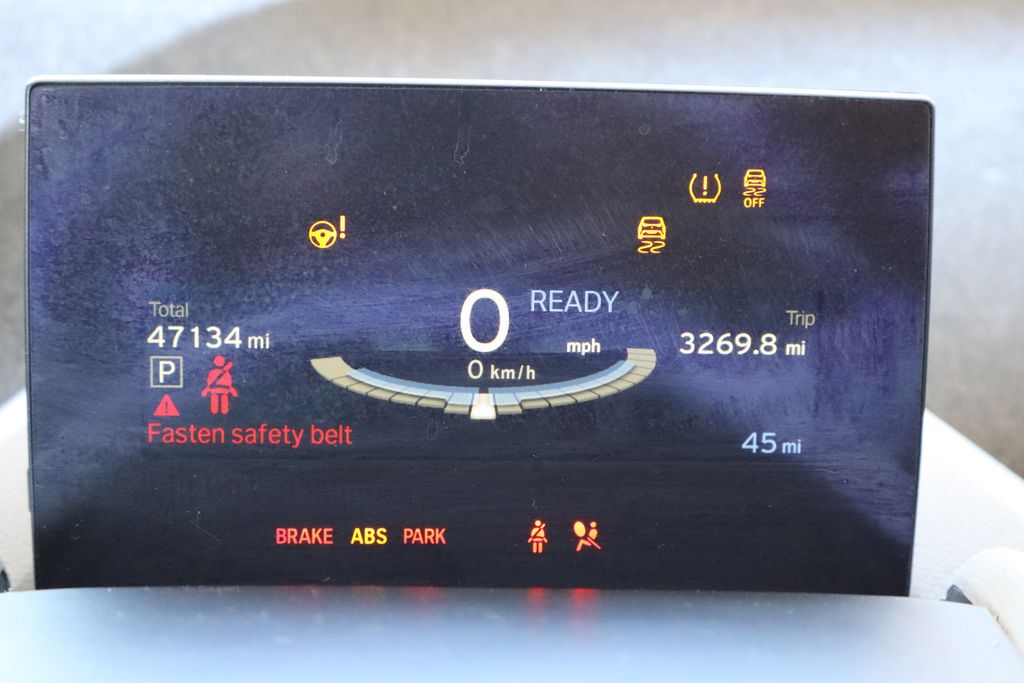 OFF
0 READY
Total
Trip
47134 mi
mph
3269.8 mi
P
0 km/h
Fasten safety belt
45 mi
BRAKE ABS PARK